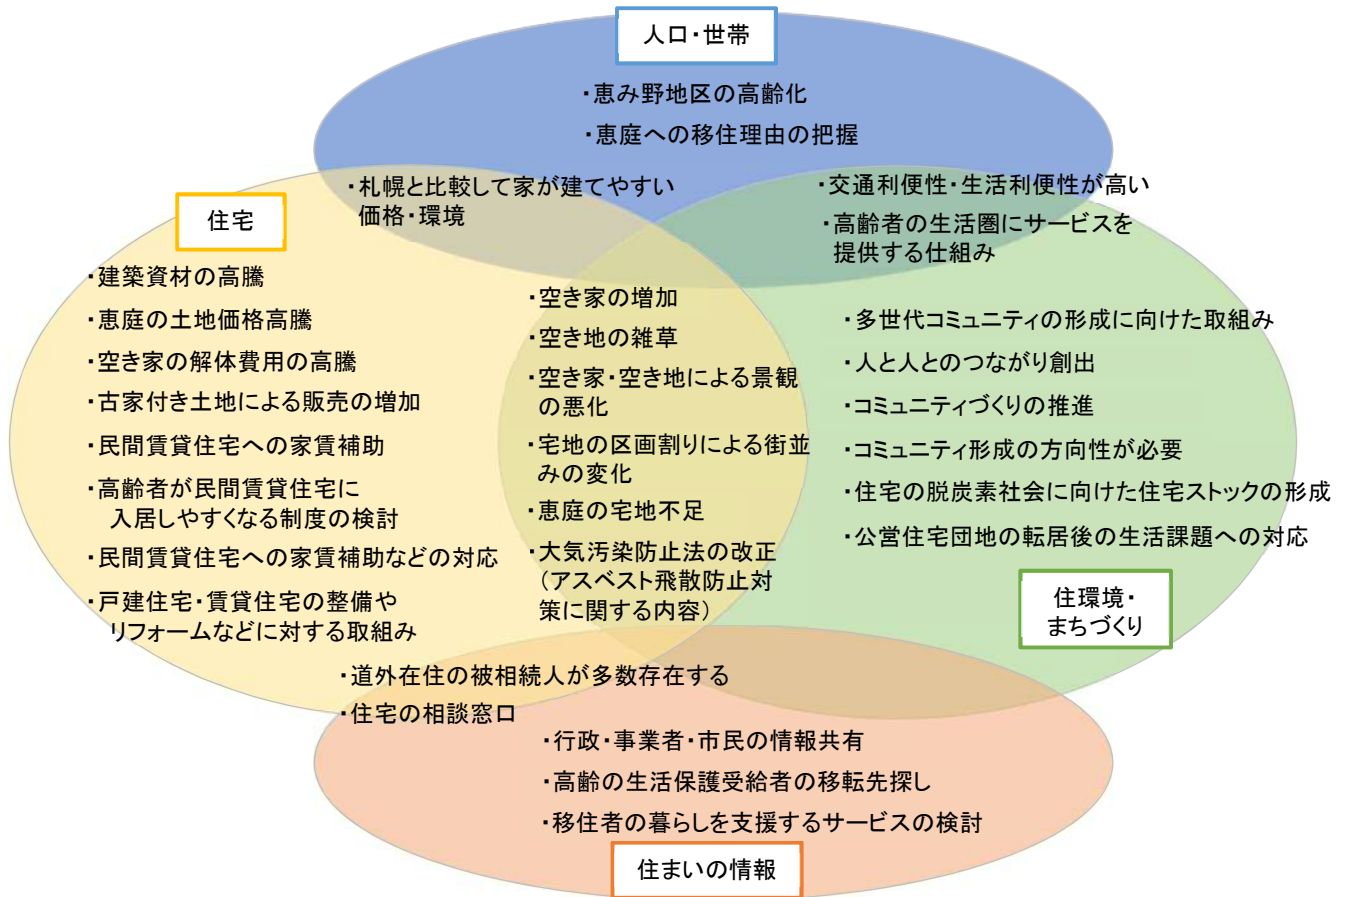 人口・世帯
・恵み野地区の高齢化
・恵庭への移住理由の把握
・札幌と比較して家が建てやすい
価格・環境
・交通利便性・生活利便性が高い
・高齢者の生活圏にサービスを
提供する仕組み
住宅
・建築資材の高騰
・恵庭の土地価格高騰
・空き家の解体費用の高騰
・古家付き土地による販売の増加
・民間賃貸住宅への家賃補助
・高齢者が民間賃貸住宅に
入居しやすくなる制度の検討
・民間賃貸住宅への家賃補助などの対応
・戸建住宅・賃貸住宅の整備や
リフォームなどに対する取組み
・空き家の増加
・空き地の雑草
・空き家・空き地による景観
の悪化
・宅地の区画割りによる街並
みの変化
・恵庭の宅地不足
・大気汚染防止法の改正
（アスベスト飛散防止対
策に関する内容）
・多世代コミュニティの形成に向けた取組み
・人と人とのつながり創出
・コミュニティづくりの推進
・コミュニティ形成の方向性が必要
・住宅の脱炭素社会に向けた住宅ストックの形成
・公営住宅団地の転居後の生活課題への対応
住環境・
まちづくり
・道外在住の被相続人が多数存在する
・住宅の相談窓口
・行政・事業者・市民の情報共有
・高齢の生活保護受給者の移転先探し
・移住者の暮らしを支援するサービスの検討
住まいの情報